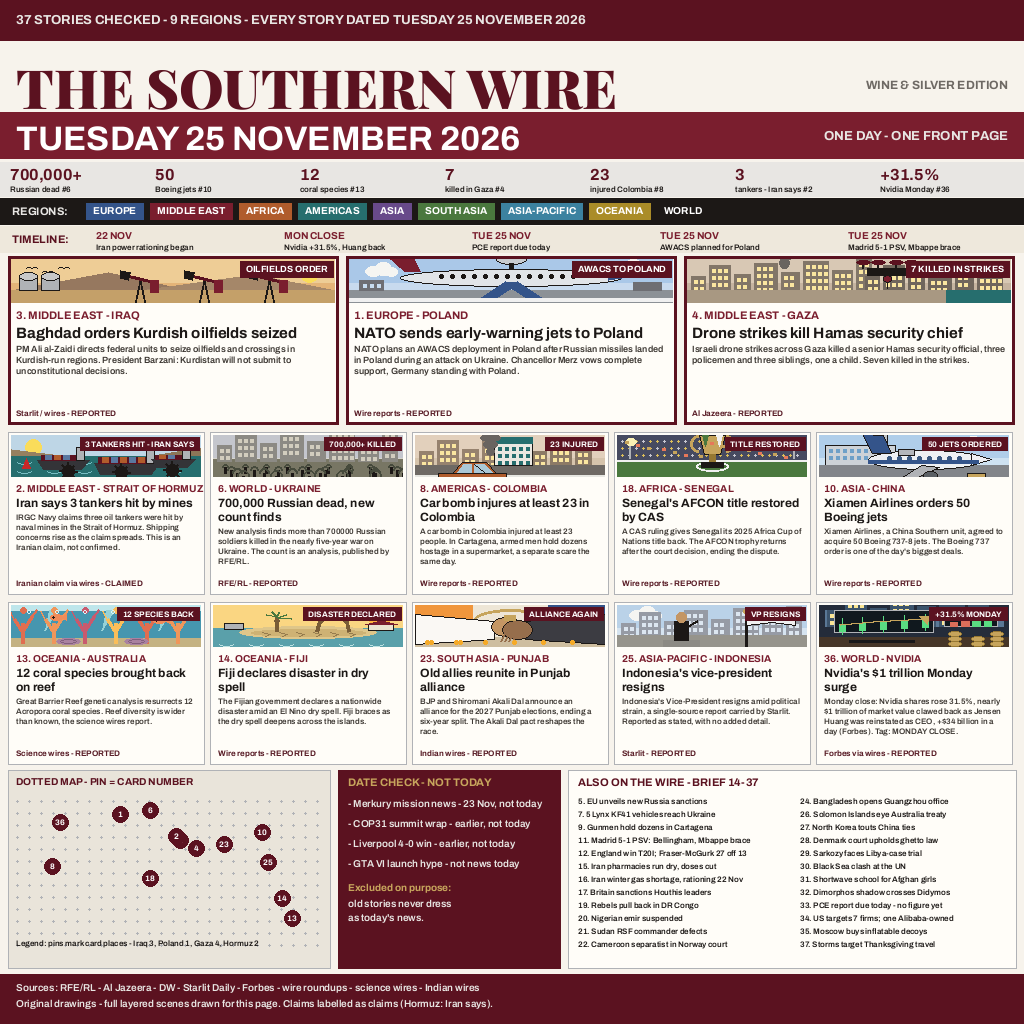 37 STORIES CHECKED - 9 REGIONS - EVERY STORY DATED TUESDAY 25 NOVEMBER 2026
THE SOUTHERN WIRE
WINE & SILVER EDITION
TUESDAY 25 NOVEMBER 2026
ONE DAY - ONE FRONT PAGE
700,000+
Russian dead #6
50
Boeing jets #10
12
coral species #13
7
killed in Gaza #4
23
injured Colombia #8
3
tankers - Iran says #2
+31.5%
Nvidia Monday #36
REGIONS:
EUROPE
MIDDLE EAST
AFRICA
AMERICAS
ASIA
SOUTH ASIA
ASIA-PACIFIC
OCEANIA
WORLD
TIMELINE:
22 NOV
Iran power rationing began
MON CLOSE
Nvidia +31.5%, Huang back
TUE 25 NOV
PCE report due today
TUE 25 NOV
AWACS planned for Poland
TUE 25 NOV
Madrid 5-1 PSV, Mbappe brace
OILFIELDS ORDER
3. MIDDLE EAST - IRAQ
Baghdad orders Kurdish oilfields seized
PM Ali al-Zaidi directs federal units to seize oilfields and crossings in
Kurdish-run regions. President Barzani: Kurdistan will not submit to
unconstitutional decisions.
Starlit / wires - REPORTED
AWACS TO POLAND
1. EUROPE - POLAND
NATO sends early-warning jets to Poland
NATO plans an AWACS deployment in Poland after Russian missiles landed
in Poland during an attack on Ukraine. Chancellor Merz vows complete
support, Germany standing with Poland.
Wire reports - REPORTED
7 KILLED IN STRIKES
4. MIDDLE EAST - GAZA
Drone strikes kill Hamas security chief
Israeli drone strikes across Gaza killed a senior Hamas security official, three
policemen and three siblings, one a child. Seven killed in the strikes.
Al Jazeera - REPORTED
3 TANKERS HIT - IRAN SAYS
2. MIDDLE EAST - STRAIT OF HORMUZ
Iran says 3 tankers hit by mines
IRGC Navy claims three oil tankers were hit by
naval mines in the Strait of Hormuz. Shipping
concerns rise as the claim spreads. This is an
Iranian claim, not confirmed.
Iranian claim via wires - CLAIMED
700,000+ KILLED
6. WORLD - UKRAINE
700,000 Russian dead, new
count finds
New analysis finds more than 700000 Russian
soldiers killed in the nearly five-year war on
Ukraine. The count is an analysis, published by
RFE/RL.
RFE/RL - REPORTED
23 INJURED
8. AMERICAS - COLOMBIA
Car bomb injures at least 23 in
Colombia
A car bomb in Colombia injured at least 23
people. In Cartagena, armed men hold dozens
hostage in a supermarket, a separate scare the
same day.
Wire reports - REPORTED
TITLE RESTORED
18. AFRICA - SENEGAL
Senegal's AFCON title restored
by CAS
A CAS ruling gives Senegal its 2025 Africa Cup of
Nations title back. The AFCON trophy returns
after the court decision, ending the dispute.
Wire reports - REPORTED
50 JETS ORDERED
10. ASIA - CHINA
Xiamen Airlines orders 50
Boeing jets
Xiamen Airlines, a China Southern unit, agreed to
acquire 50 Boeing 737-8 jets. The Boeing 737
order is one of the day's biggest deals.
Wire reports - REPORTED
12 SPECIES BACK
13. OCEANIA - AUSTRALIA
12 coral species brought back
on reef
Great Barrier Reef genetic analysis resurrects 12
Acropora coral species. Reef diversity is wider
than known, the science wires report.
Science wires - REPORTED
DISASTER DECLARED
14. OCEANIA - FIJI
Fiji declares disaster in dry
spell
The Fijian government declares a nationwide
disaster amid an El Nino dry spell. Fiji braces as
the dry spell deepens across the islands.
Wire reports - REPORTED
ALLIANCE AGAIN
23. SOUTH ASIA - PUNJAB
Old allies reunite in Punjab
alliance
BJP and Shiromani Akali Dal announce an
alliance for the 2027 Punjab elections, ending a
six-year split. The Akali Dal pact reshapes the
race.
Indian wires - REPORTED
VP RESIGNS
25. ASIA-PACIFIC - INDONESIA
Indonesia's vice-president
resigns
Indonesia's Vice-President resigns amid political
strain, a single-source report carried by Starlit.
Reported as stated, with no added detail.
Starlit - REPORTED
+31.5% MONDAY
36. WORLD - NVIDIA
Nvidia's $1 trillion Monday
surge
Monday close: Nvidia shares rose 31.5%, nearly
$1 trillion of market value clawed back as Jensen
Huang was reinstated as CEO, +$34 billion in a
day (Forbes). Tag: MONDAY CLOSE.
Forbes via wires - REPORTED
DOTTED MAP - PIN = CARD NUMBER
36
1
6
2
4
23
10
8
18
25
14
13
Legend: pins mark card places - Iraq 3, Poland 1, Gaza 4, Hormuz 2
DATE CHECK - NOT TODAY
- Merkury mission news - 23 Nov, not today
- COP31 summit wrap - earlier, not today
- Liverpool 4-0 win - earlier, not today
- GTA VI launch hype - not news today
Excluded on purpose:
old stories never dress
as today's news.
ALSO ON THE WIRE - BRIEF 14-37
5. EU unveils new Russia sanctions
7. 5 Lynx KF41 vehicles reach Ukraine
9. Gunmen hold dozens in Cartagena
11. Madrid 5-1 PSV: Bellingham, Mbappe brace
12. England win T20I; Fraser-McGurk 27 off 13
15. Iran pharmacies run dry, doses cut
16. Iran winter gas shortage, rationing 22 Nov
17. Britain sanctions Houthis leaders
19. Rebels pull back in DR Congo
20. Nigerian emir suspended
21. Sudan RSF commander defects
22. Cameroon separatist in Norway court
24. Bangladesh opens Guangzhou office
26. Solomon Islands eye Australia treaty
27. North Korea touts China ties
28. Danish court upholds ghetto law
29. Sarkozy faces Libya-case trial
30. Black Sea clash at the UN
31. Shortwave school for Afghan girls
32. Dimorphos shadow crosses Didymos
33. PCE report due today - no figure yet
34. US targets 7 firms; one Alibaba-owned
35. Moscow buys inflatable decoys
37. Storms target Thanksgiving travel
Sources: RFE/RL - Al Jazeera - DW - Starlit Daily - Forbes - wire roundups - science wires - Indian wires
Original drawings - full layered scenes drawn for this page. Claims labelled as claims (Hormuz: Iran says).